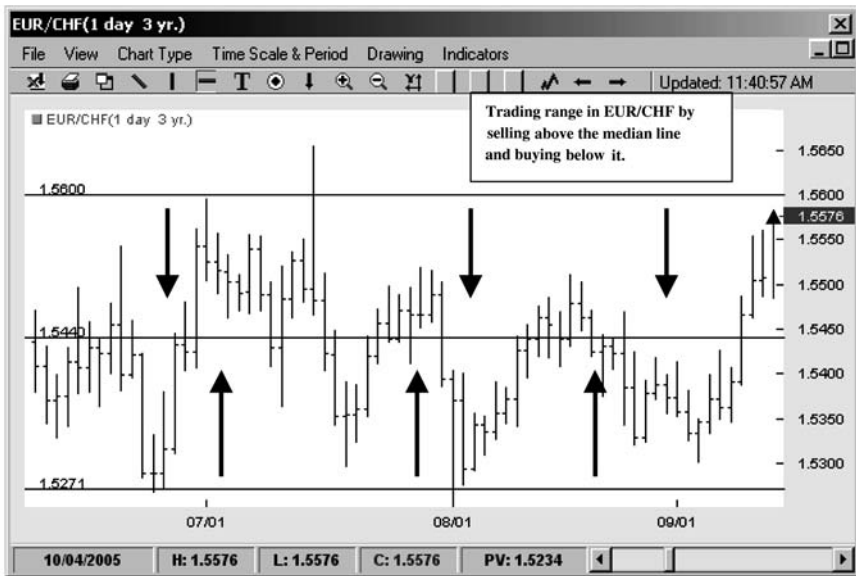 EUR/CHF(1 day 3 yr.)
File View Chart Type Time Scale & Period Drawing Indicators
T Updated: 11:40:57 AM
EUR/CHF(1 day 3 yr.)
Trading range in EUR/CHF by
selling above the median line
and buying below it.
1.5650
1.5600
1.5600
1.5576
1.5550
1.5500
1.5440
1.5450
1.5400
1.5350
1.5300
1.5271
07/01 08/01 09/01
10/04/2005 H: 1.5576 L: 1.5576 C: 1.5576 PV: 1.5234